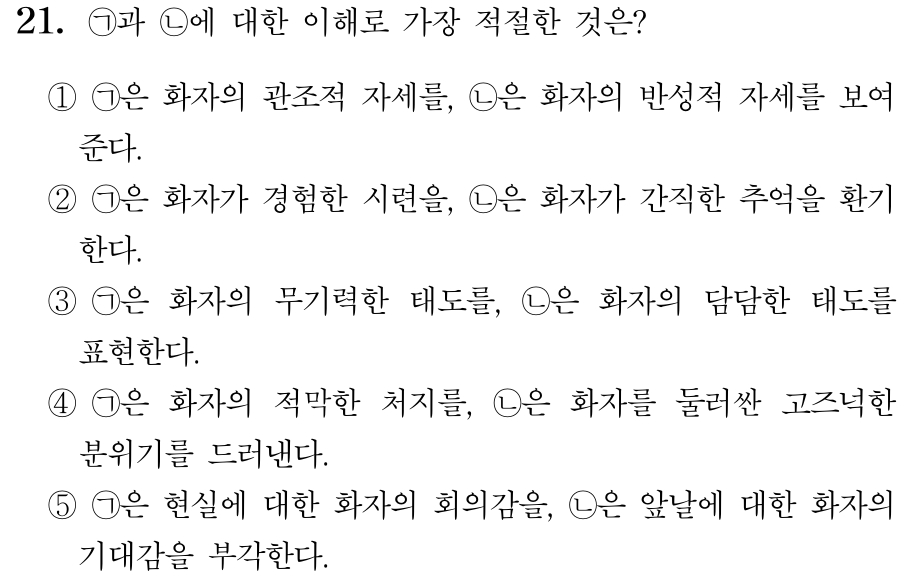 21. ㉠과 ㉡에 대한 이해로 가장 적절한 것은?
① ㉠은 화자의 관조적 자세를, ㉡은 화자의 반성적 자세를 보여
준다.
② ㉠은 화자가 경험한 시련을, ㉡은 화자가 간직한 추억을 환기
한다.
③ ㉠은 화자의 무기력한 태도를, ㉡은 화자의 담담한 태도를
표현한다.
④ ㉠은 화자의 적막한 처지를, ㉡은 화자를 둘러싼 고즈넉한
분위기를 드러낸다.
⑤ ㉠은 현실에 대한 화자의 회의감을, ㉡은 앞날에 대한 화자의
기대감을 부각한다.